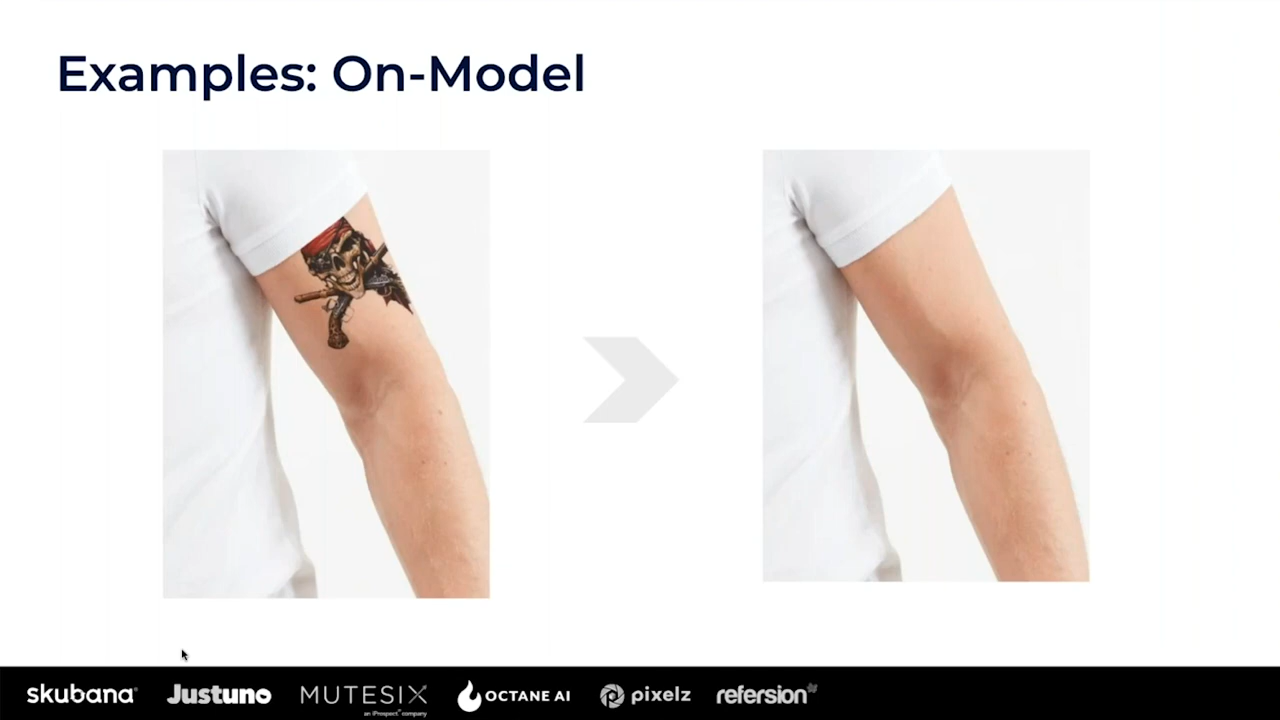 Examples: On-Model
skubana
Justuno
MUTESIX
an iProspect company
OCTANE AI
pixelz
refersion